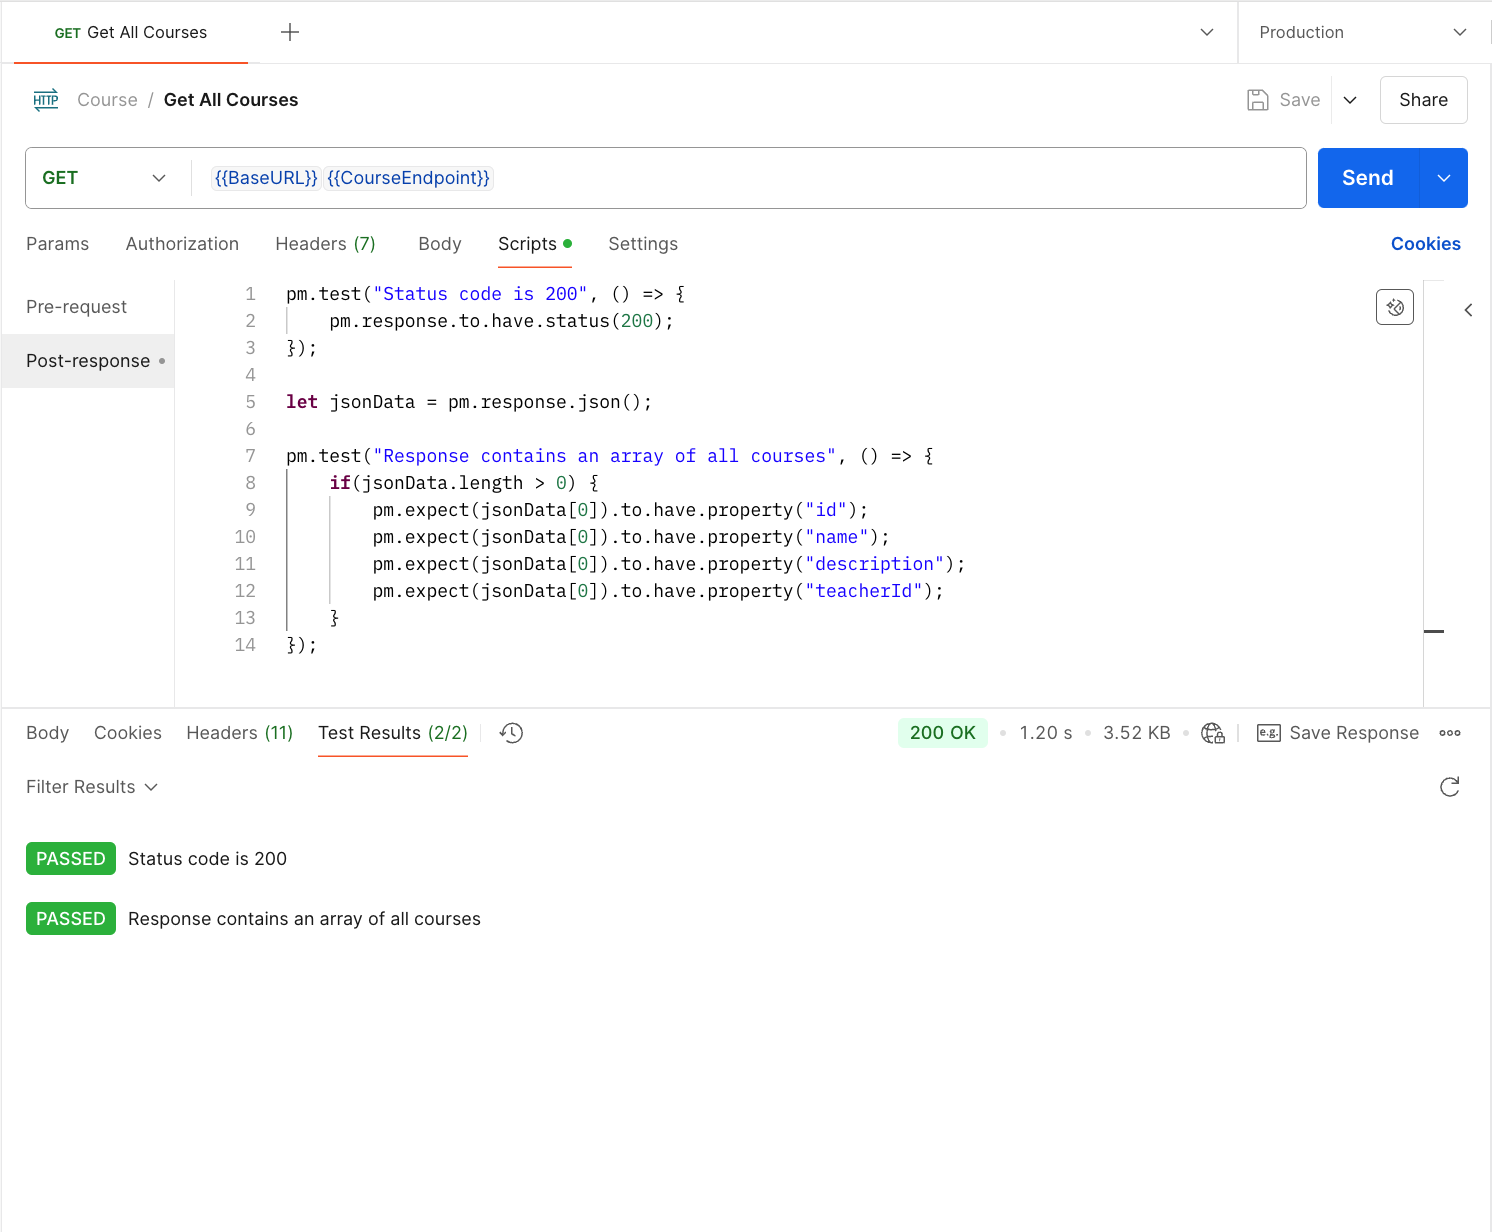 GET Get All Courses
Production
HTTP Course / Get All Courses
Save
Share
GET
{{BaseURL}} {{CourseEndpoint}}
Send
Params Authorization Headers (7) Body Scripts Settings
Cookies
Pre-request
Post-response
1 pm.test("Status code is 200", () => {
2     pm.response.to.have.status(200);
3 });
4
5 let jsonData = pm.response.json();
6
7 pm.test("Response contains an array of all courses", () => {
8     if(jsonData.length > 0) {
9         pm.expect(jsonData[0]).to.have.property("id");
10         pm.expect(jsonData[0]).to.have.property("name");
11         pm.expect(jsonData[0]).to.have.property("description");
12         pm.expect(jsonData[0]).to.have.property("teacherId");
13     }
14 });
Body Cookies Headers (11) Test Results (2/2)
200 OK • 1.20 s • 3.52 KB • e.g. Save Response
Filter Results
PASSED Status code is 200
PASSED Response contains an array of all courses